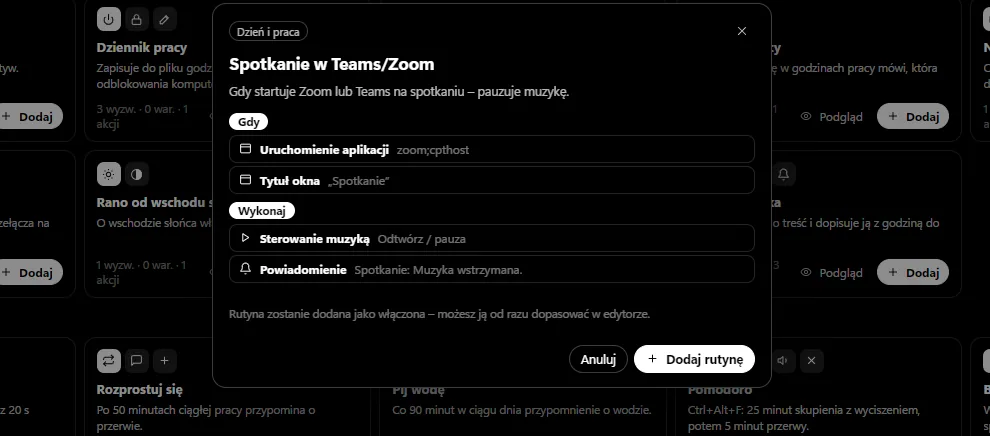 Dzień i praca
Spotkanie w Teams/Zoom
Gdy startuje Zoom lub Teams na spotkaniu – pauzuje muzykę.
Gdy
Uruchomienie aplikacji zoom;cpthost
Tytuł okna „Spotkanie”
Wykonaj
Sterowanie muzyką Odtwórz / pauza
Powiadomienie Spotkanie: Muzyka wstrzymana.
Rutyna zostanie dodana jako włączona – możesz ją od razu dopasować w edytorze.
Anuluj
+ Dodaj rutynę
tyw.
+ Dodaj
Dziennik pracy
Zapisuje do pliku godz
odblokowania komput
3 wyzw. · 0 war. · 1
akcji
cy
ę w godzinach pracy mówi, która
Podgląd
+ Dodaj
zełącza na
+ Dodaj
Rano od wschodu s
O wschodzie słońca wł
1 wyzw. · 0 war. · 1
akcji
ka
o treść i dopisuje ją z godziną do
3
Podgląd
+ Dodaj
z 20 s
Rozprostuj się
Po 50 minutach ciągłej pracy przypomina o
przerwie.
Pij wodę
Co 90 minut w ciągu dnia przypomnienie o wodzie.
Pomodoro
Ctrl+Alt+F: 25 minut skupienia z wyciszeniem,
potem 5 minut przerwy.